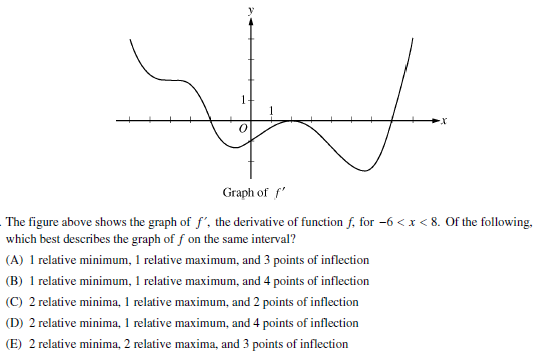 y
1
1
x
O
Graph of f′
. The figure above shows the graph of f′, the derivative of function f, for −6 < x < 8. Of the following,
which best describes the graph of f on the same interval?
(A) 1 relative minimum, 1 relative maximum, and 3 points of inflection
(B) 1 relative minimum, 1 relative maximum, and 4 points of inflection
(C) 2 relative minima, 1 relative maximum, and 2 points of inflection
(D) 2 relative minima, 1 relative maximum, and 4 points of inflection
(E) 2 relative minima, 2 relative maxima, and 3 points of inflection